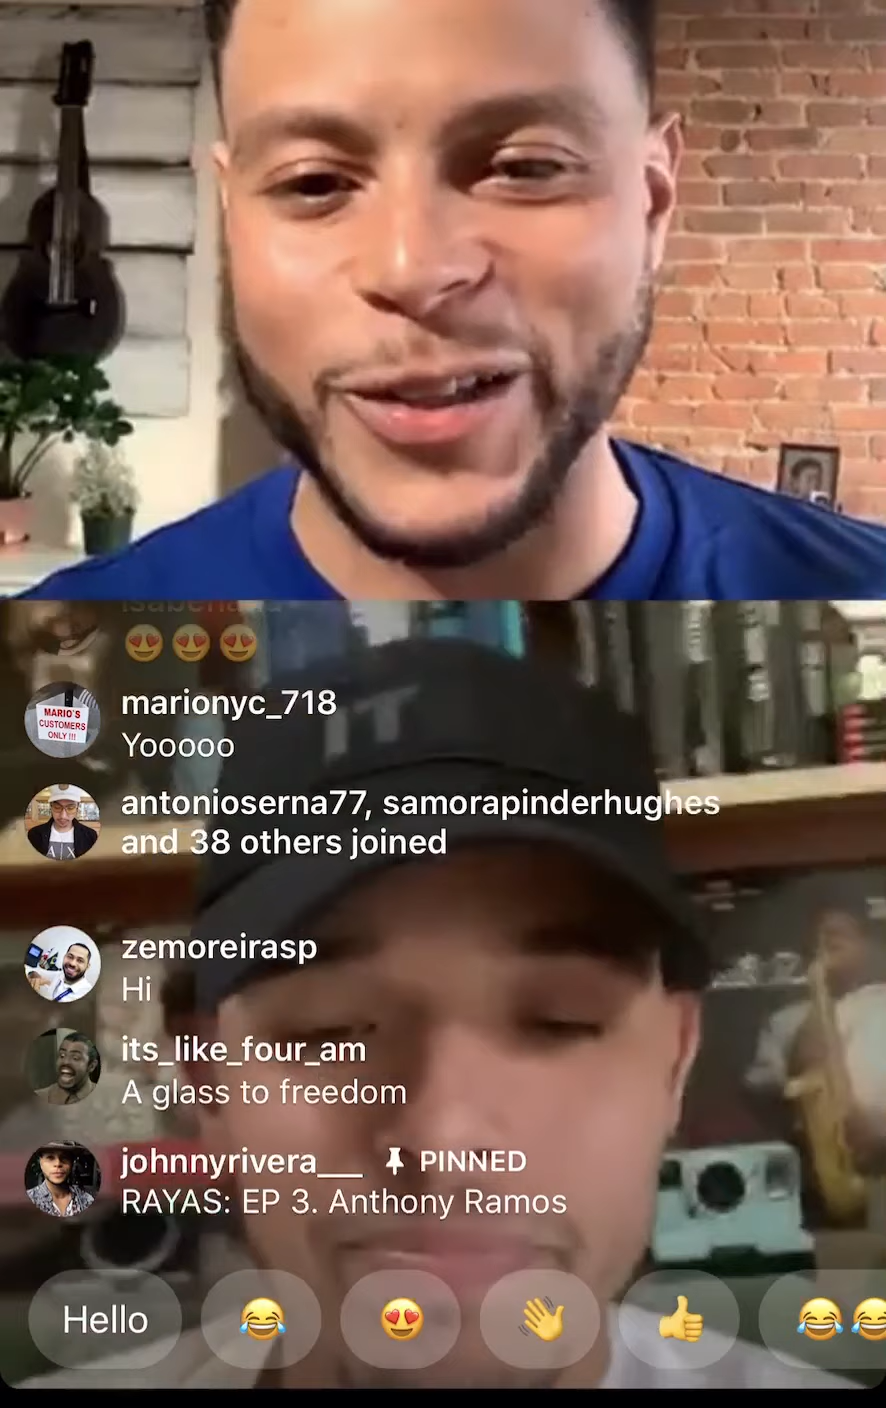 IT
😍😍😍
MARIO'S
CUSTOMERS
ONLY !!!
marionyc_718
Yooooo
A|X
antonioserna77, samorapinderhughes
and 38 others joined
zemoreirasp
Hi
its_like_four_am
A glass to freedom
johnnyrivera___ PINNED
RAYAS: EP 3. Anthony Ramos
Hello 😂 😍 👋 👍 😂😂